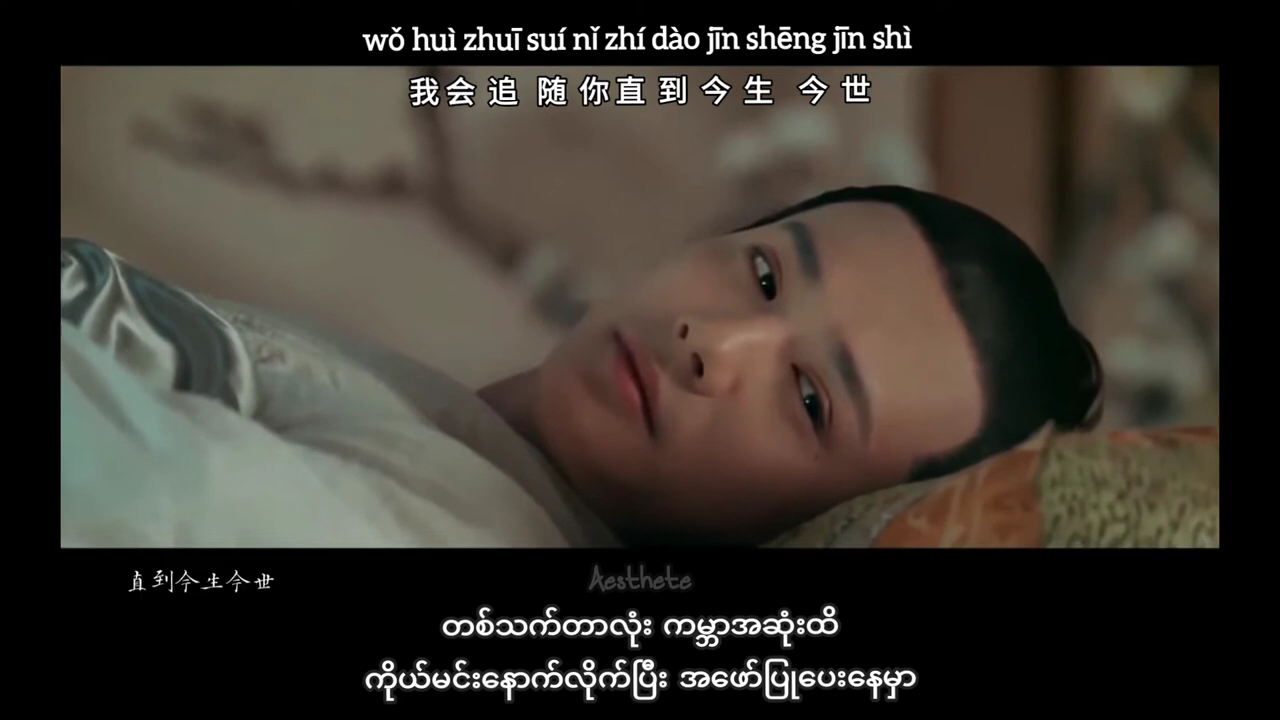 wǒ huì zhuī suí nǐ zhí dào jīn shēng jīn shì
我会追随你直到今生今世
直到今生今世
Aesthete
တစ်သက်တာလုံး ကမ္ဘာအဆုံးထိ
ကိုယ်မင်းနောက်လိုက်ပြီး အဖော်ပြုပေးနေမှာ